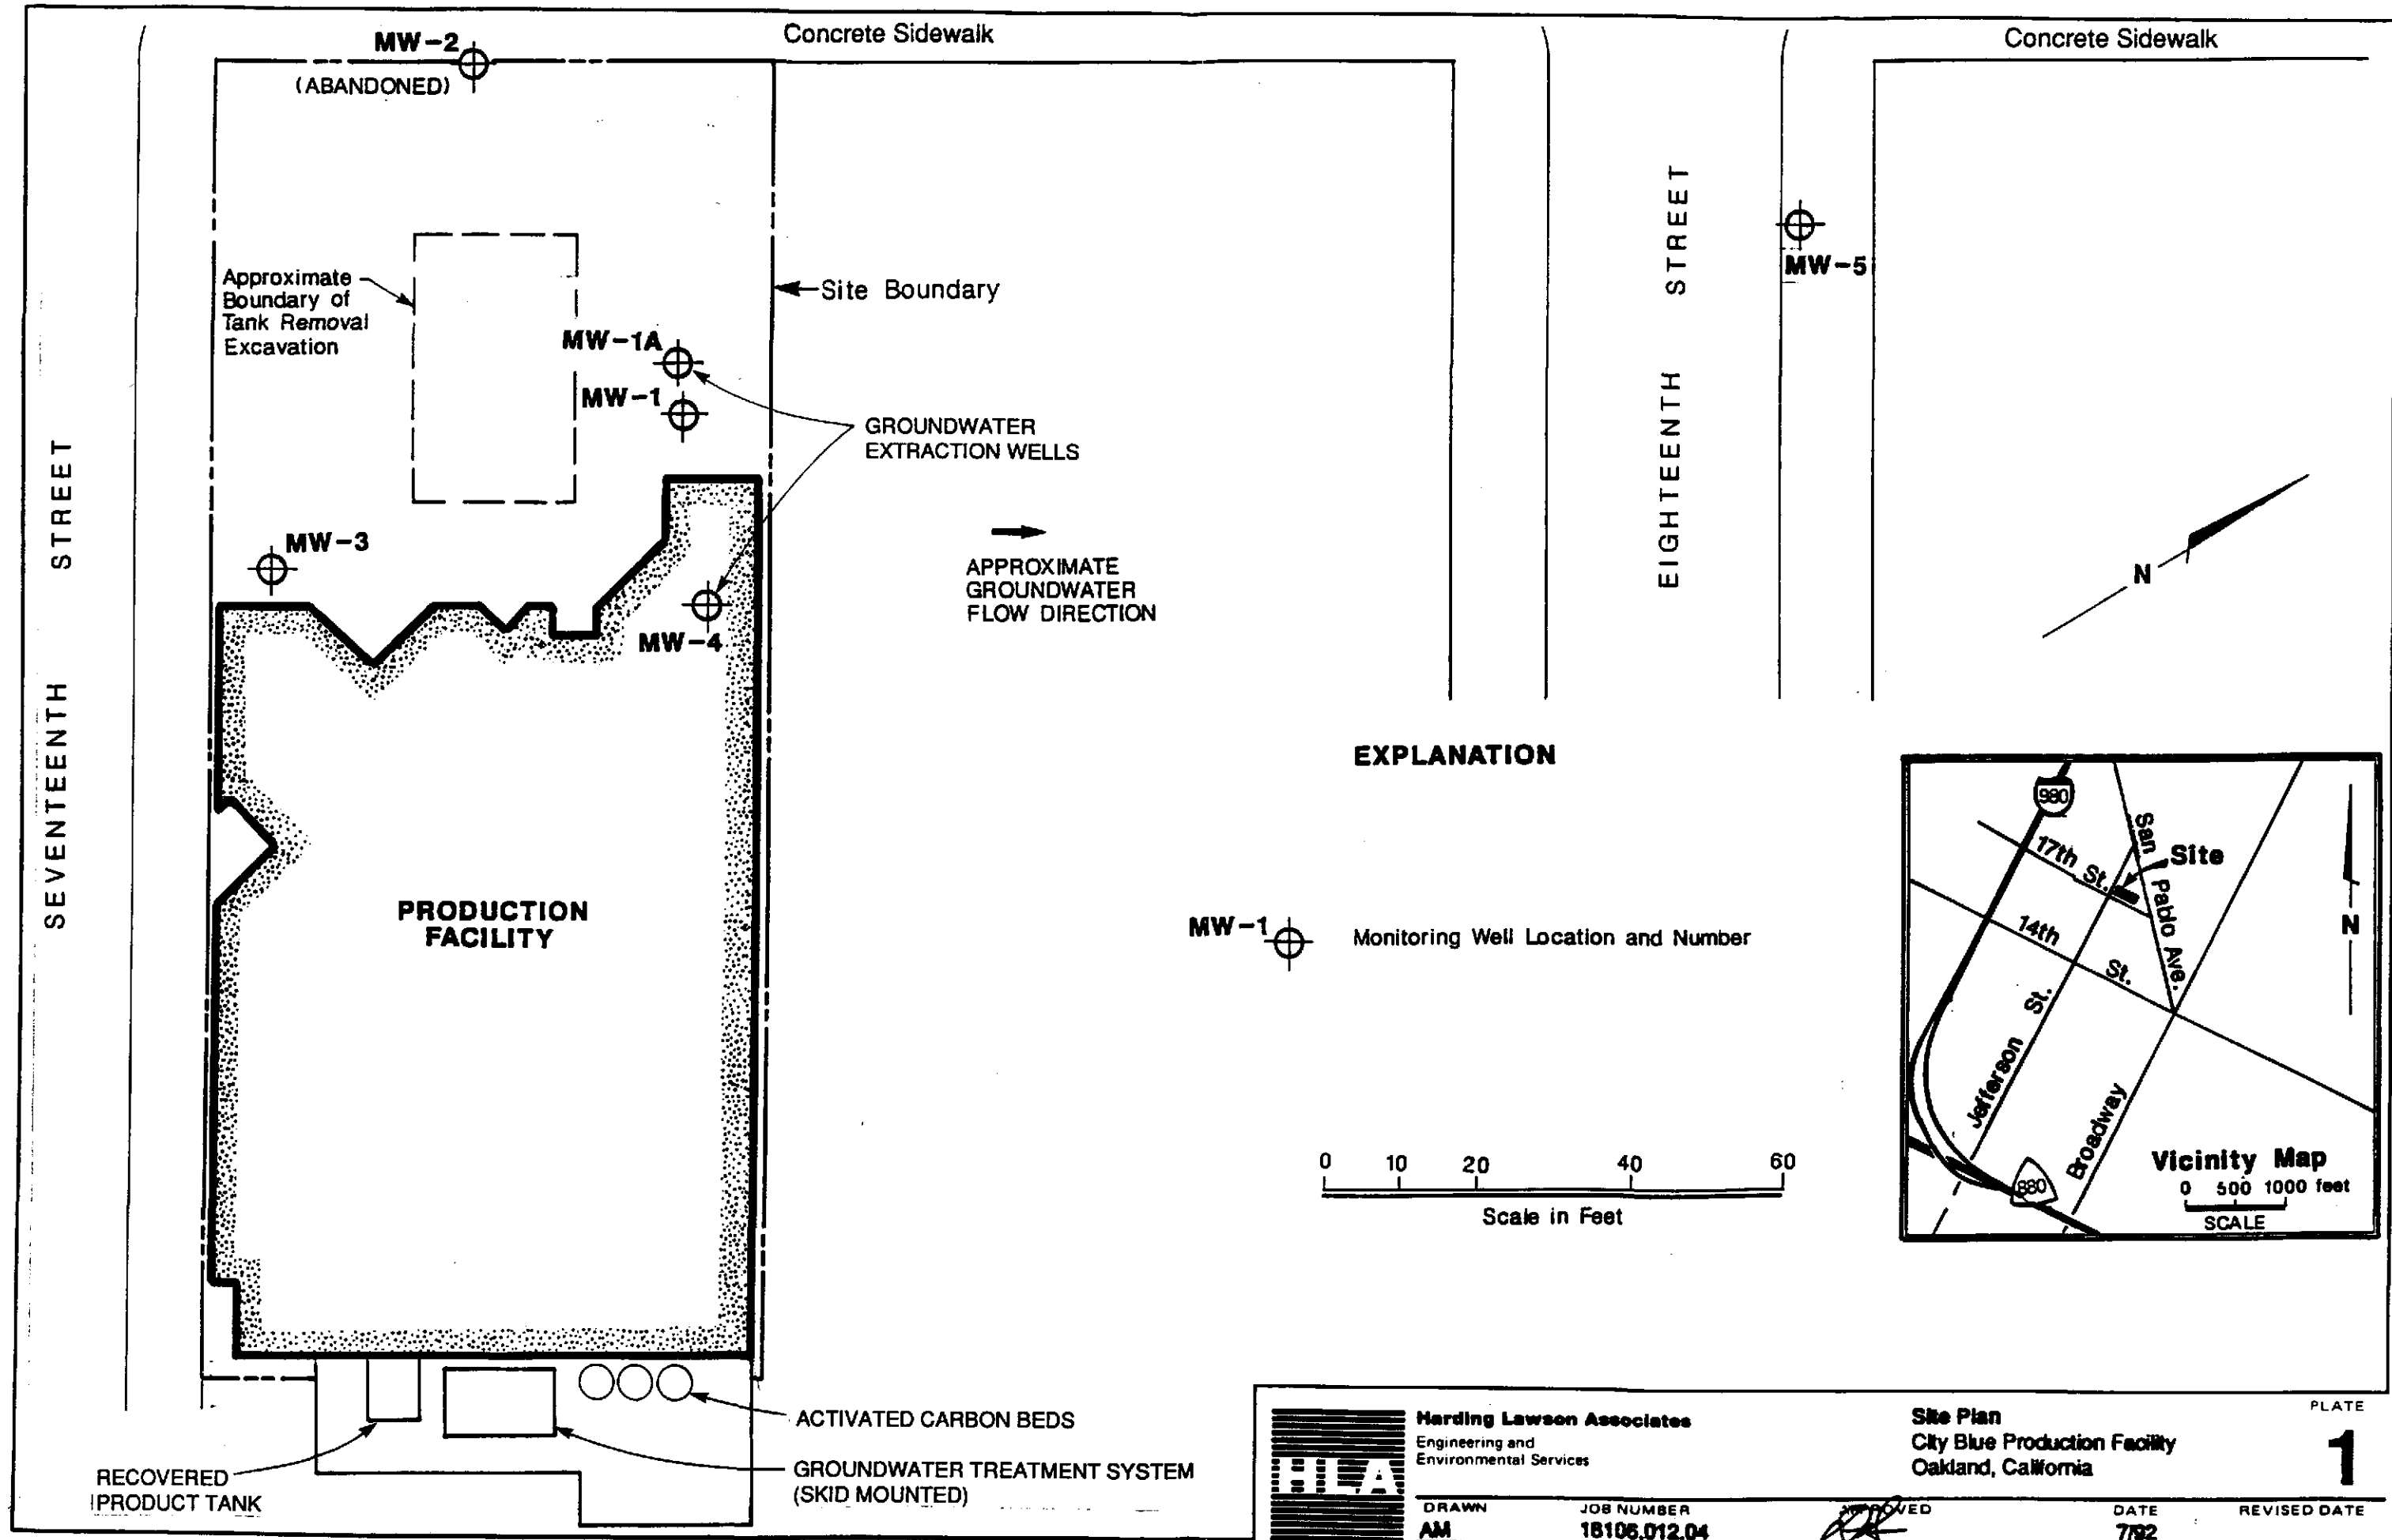 Concrete Sidewalk
Concrete Sidewalk
MW-2
(ABANDONED)
SEVENTEENTH STREET
Approximate
Boundary of
Tank Removal
Excavation
Site Boundary
MW-1A
MW-1
GROUNDWATER
EXTRACTION WELLS
MW-3
MW-4
APPROXIMATE
GROUNDWATER
FLOW DIRECTION
EIGHTEENTH STREET
MW-5
N
PRODUCTION
FACILITY
EXPLANATION
MW-1
Monitoring Well Location and Number
0 10 20 40 60
Scale in Feet
980
San Pablo Ave.
17th St.
Site
14th St.
Jefferson St.
Broadway
880
N
Vicinity Map
0 500 1000 feet
SCALE
ACTIVATED CARBON BEDS
GROUNDWATER TREATMENT SYSTEM
(SKID MOUNTED)
RECOVERED
PRODUCT TANK
HLA
Harding Lawson Associates
Engineering and
Environmental Services
Site Plan
City Blue Production Facility
Oakland, California
PLATE
1
DRAWN
AM
JOB NUMBER
18106,012.04
APPROVED
DATE
7/92
REVISED DATE